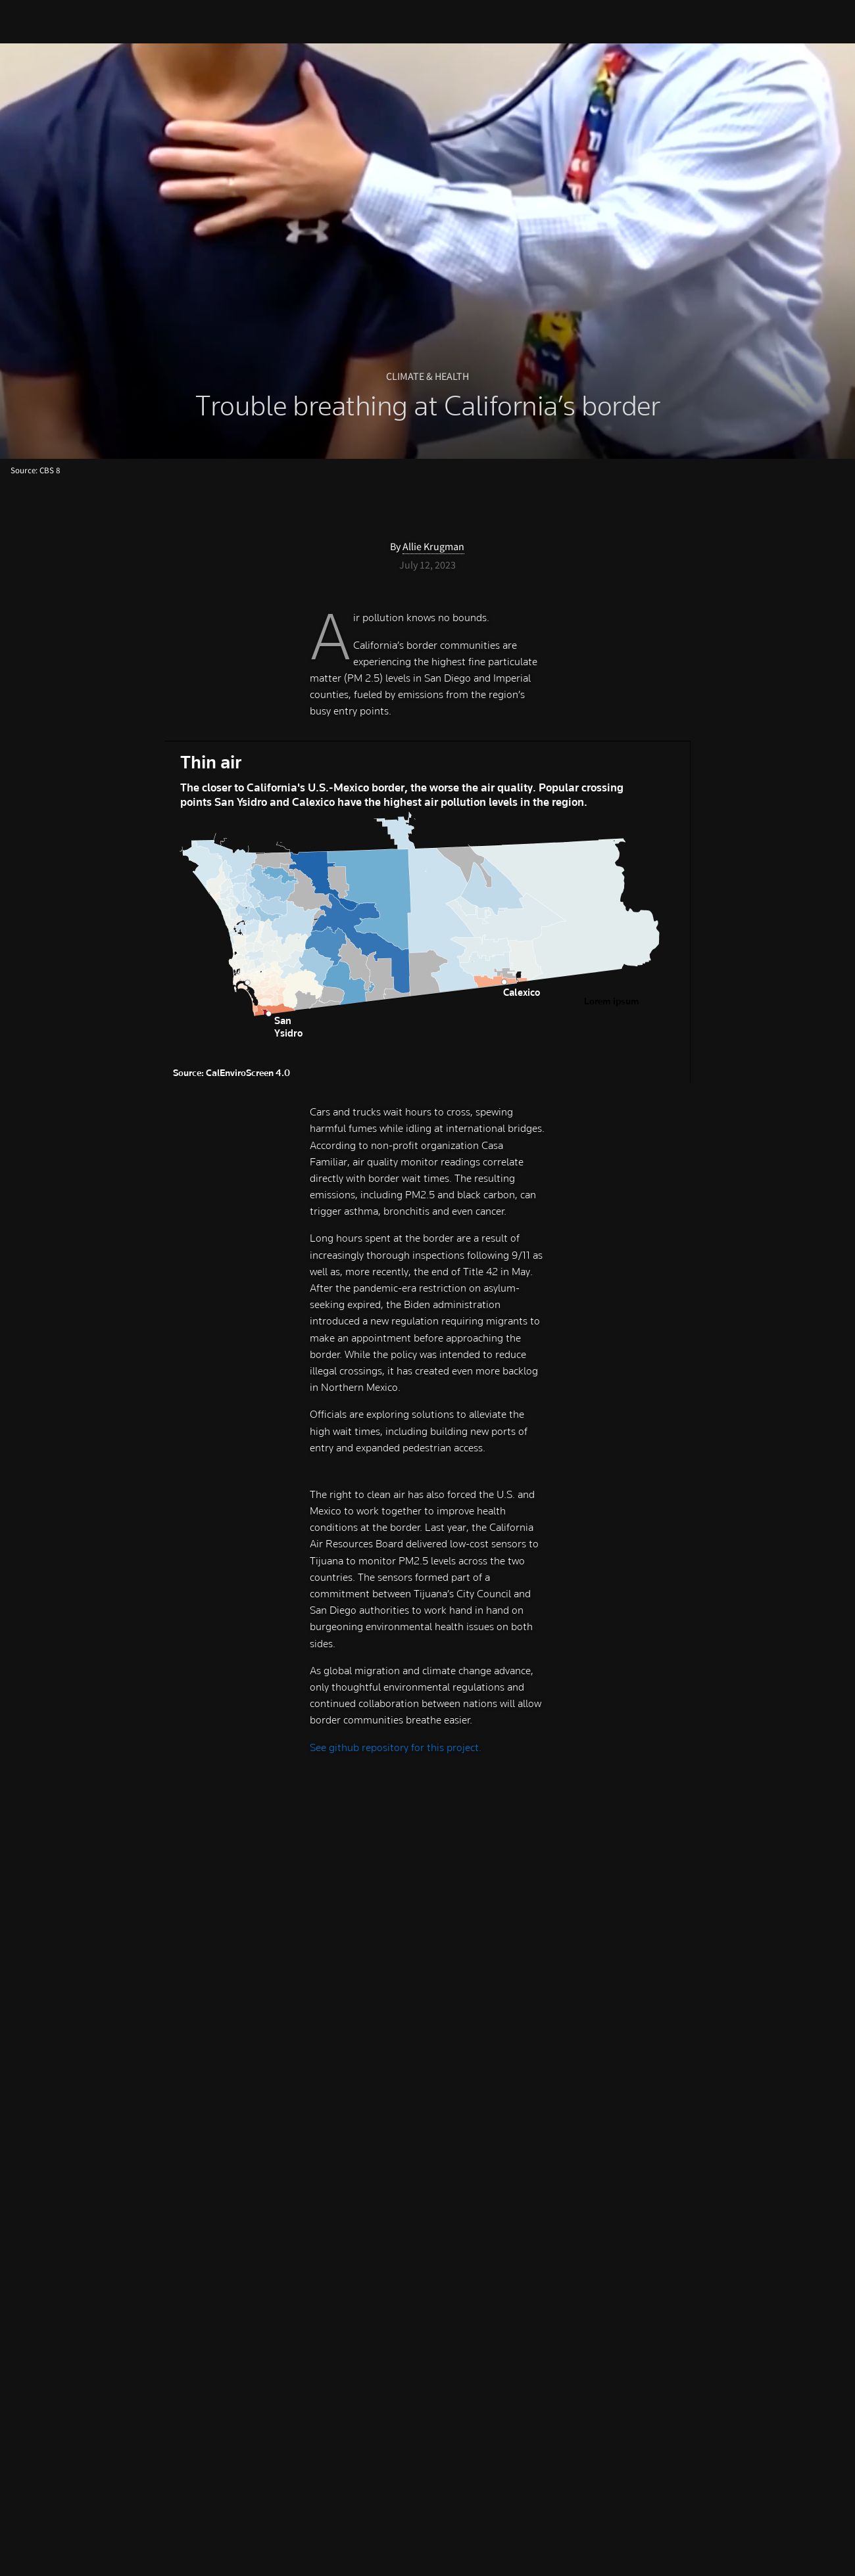 CLIMATE & HEALTH
Trouble breathing at California’s border
Source: CBS 8
By Allie Krugman
July 12, 2023
Air pollution knows no bounds.
California’s border communities are
experiencing the highest fine particulate
matter (PM 2.5) levels in San Diego and Imperial
counties, fueled by emissions from the region’s
busy entry points.
Thin air
The closer to California's U.S.-Mexico border, the worse the air quality. Popular crossing
points San Ysidro and Calexico have the highest air pollution levels in the region.
Calexico
Lorem ipsum
San
Ysidro
Source: CalEnviroScreen 4.0
Cars and trucks wait hours to cross, spewing
harmful fumes while idling at international bridges.
According to non-profit organization Casa
Familiar, air quality monitor readings correlate
directly with border wait times. The resulting
emissions, including PM2.5 and black carbon, can
trigger asthma, bronchitis and even cancer.
Long hours spent at the border are a result of
increasingly thorough inspections following 9/11 as
well as, more recently, the end of Title 42 in May.
After the pandemic-era restriction on asylum-
seeking expired, the Biden administration
introduced a new regulation requiring migrants to
make an appointment before approaching the
border. While the policy was intended to reduce
illegal crossings, it has created even more backlog
in Northern Mexico.
Officials are exploring solutions to alleviate the
high wait times, including building new ports of
entry and expanded pedestrian access.
The right to clean air has also forced the U.S. and
Mexico to work together to improve health
conditions at the border. Last year, the California
Air Resources Board delivered low-cost sensors to
Tijuana to monitor PM2.5 levels across the two
countries. The sensors formed part of a
commitment between Tijuana’s City Council and
San Diego authorities to work hand in hand on
burgeoning environmental health issues on both
sides.
As global migration and climate change advance,
only thoughtful environmental regulations and
continued collaboration between nations will allow
border communities breathe easier.
See github repository for this project.